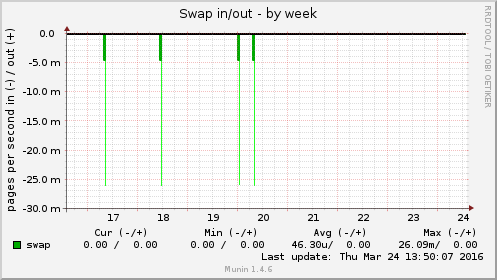 Swap in/out - by week
RRDTOOL / TOBI OETIKER
pages per second in (-) / out (+)
0.0
-5.0 m
-10.0 m
-15.0 m
-20.0 m
-25.0 m
-30.0 m
17 18 19 20 21 22 23 24
Cur (-/+) Min (-/+) Avg (-/+) Max (-/+)
swap 0.00 / 0.00 0.00 / 0.00 46.30u/ 0.00 26.09m/ 0.00
Last update: Thu Mar 24 13:50:07 2016
Munin 1.4.6